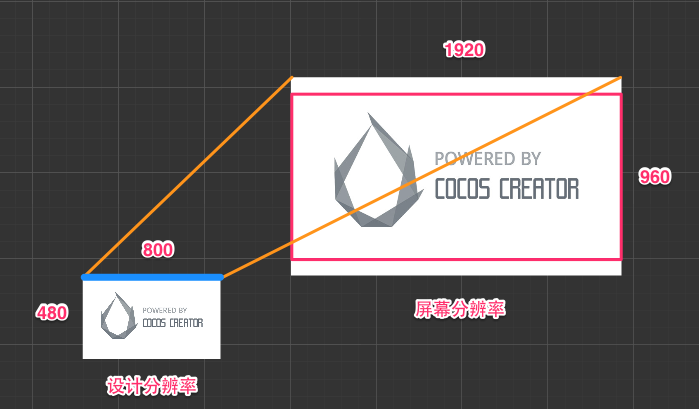 1920
POWERED BY
COCOS CREATOR
960
800
480
POWERED BY
COCOS CREATOR
屏幕分辨率
设计分辨率